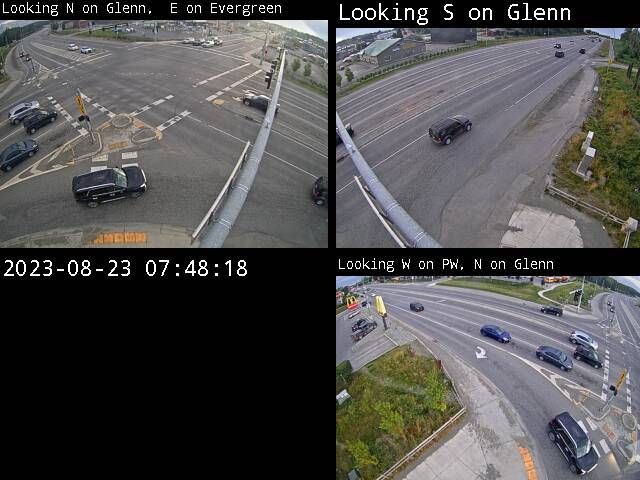 Looking N on Glenn,  E on Evergreen
Looking S on Glenn
2023-08-23 07:48:18
Looking W on PW, N on Glenn